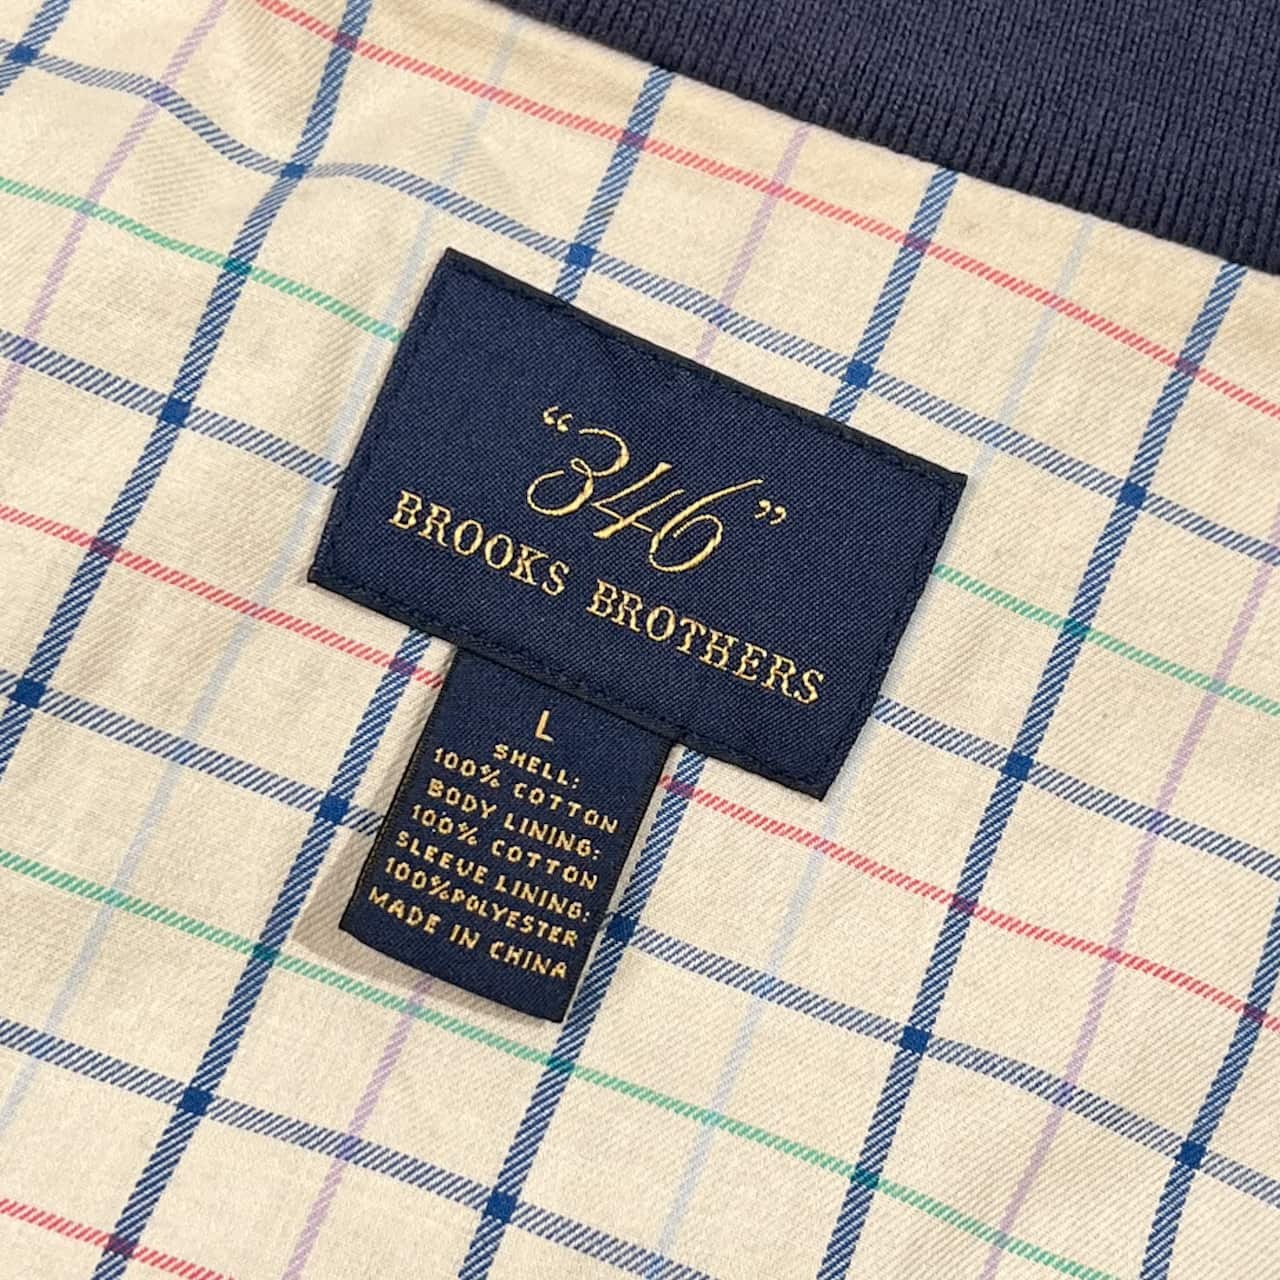 “346”
BROOKS BROTHERS
L
SHELL:
100% COTTON
BODY LINING:
100% COTTON
SLEEVE LINING:
100%POLYESTER
MADE IN CHINA